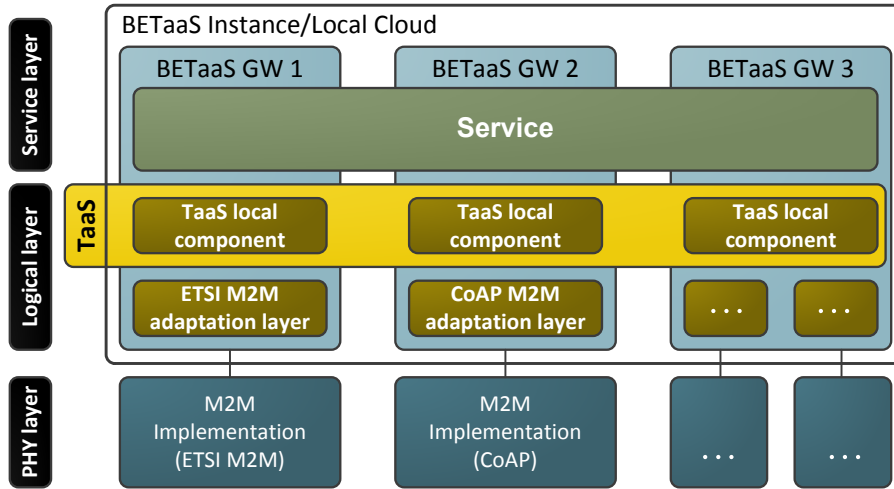 BETaaS Instance/Local Cloud
Service layer
BETaaS GW 1
BETaaS GW 2
BETaaS GW 3
Service
Logical layer
TaaS
TaaS local
component
TaaS local
component
TaaS local
component
ETSI M2M
adaptation layer
CoAP M2M
adaptation layer
...
...
PHY layer
M2M
Implementation
(ETSI M2M)
M2M
Implementation
(CoAP)
...
...